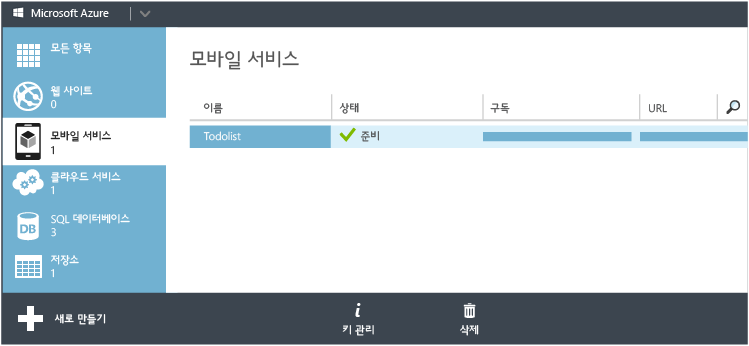 Microsoft Azure
모든 항목
웹 사이트
0
모바일 서비스
1
클라우드 서비스
1
DB
SQL 데이터베이스
3
저장소
1
모바일 서비스
이름 상태 구독 URL
Todolist 준비
새로 만들기
키 관리
삭제